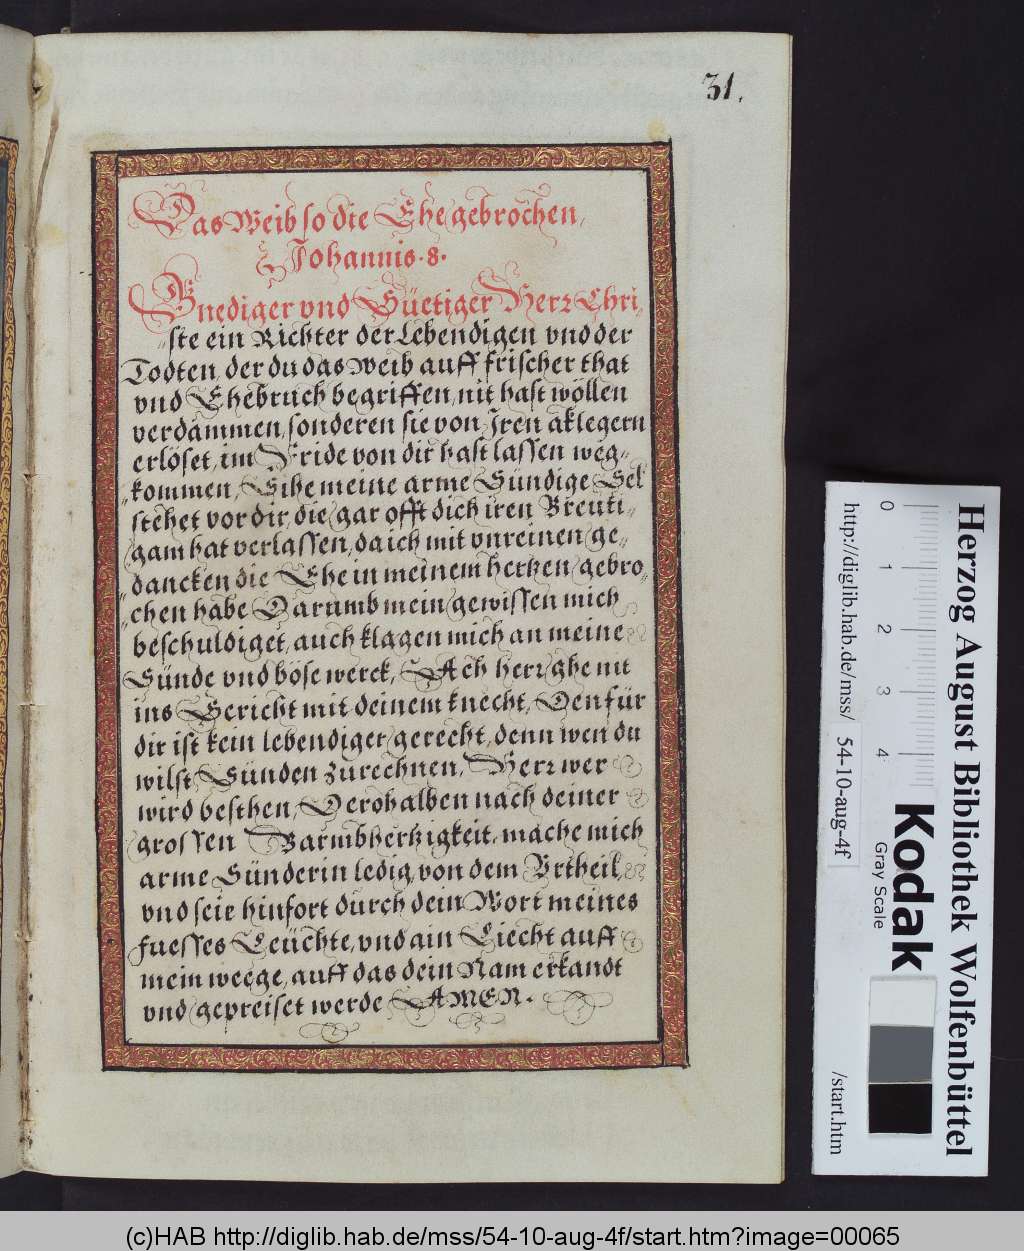 31.
Das Weib so die Ehe gebrochen,
Johannis. 8.
Gnediger vnd Güetiger Herr Chri,
ste ein Richter der Lebendigen vnd der
Todten, der du das weib auff frischer that
vnd Ehebruch begriffen, nit hast wöllen
verdammen, sonderen sie von Iren aklegern
erlöset, im Fride von dir hast lassen weg-
kommen, Sihe meine arme Sündige Sel
stehet vor dir, die gar offt dich iren Breuti-
gam hat verlassen, da ich mit vnreinen ge-
dancken die Ehe in meinem hertzen gebro-
chen habe Darumb mein gewissen mich
beschuldiget, auch klagen mich an meine
Sünde vnd böse werck, Ach herr ghe nit
ins Gericht mit deinem knecht, Den für
dir ist kein lebendiger gerecht, denn wen du
wilst Sünden zurechnen, Herr wer
wird besthen, Derohalben nach deiner
grossen Barmbhertzigkeit, mache mich
arme Sünderin ledig von dem Vrtheil,
vnd seie hinfort durch dein Wort meines
fuesses Leüchte, vnd ain Liecht auff
mein weege, auff das dein Nam erkandt
vnd gepreiset werde AMEN.
Herzog August Bibliothek Wolfenbüttel
http://diglib.hab.de/mss/ 54-10-aug-4f /start.htm
0 1 2 3 4
Kodak
Gray Scale
(c)HAB http://diglib.hab.de/mss/54-10-aug-4f/start.htm?image=00065